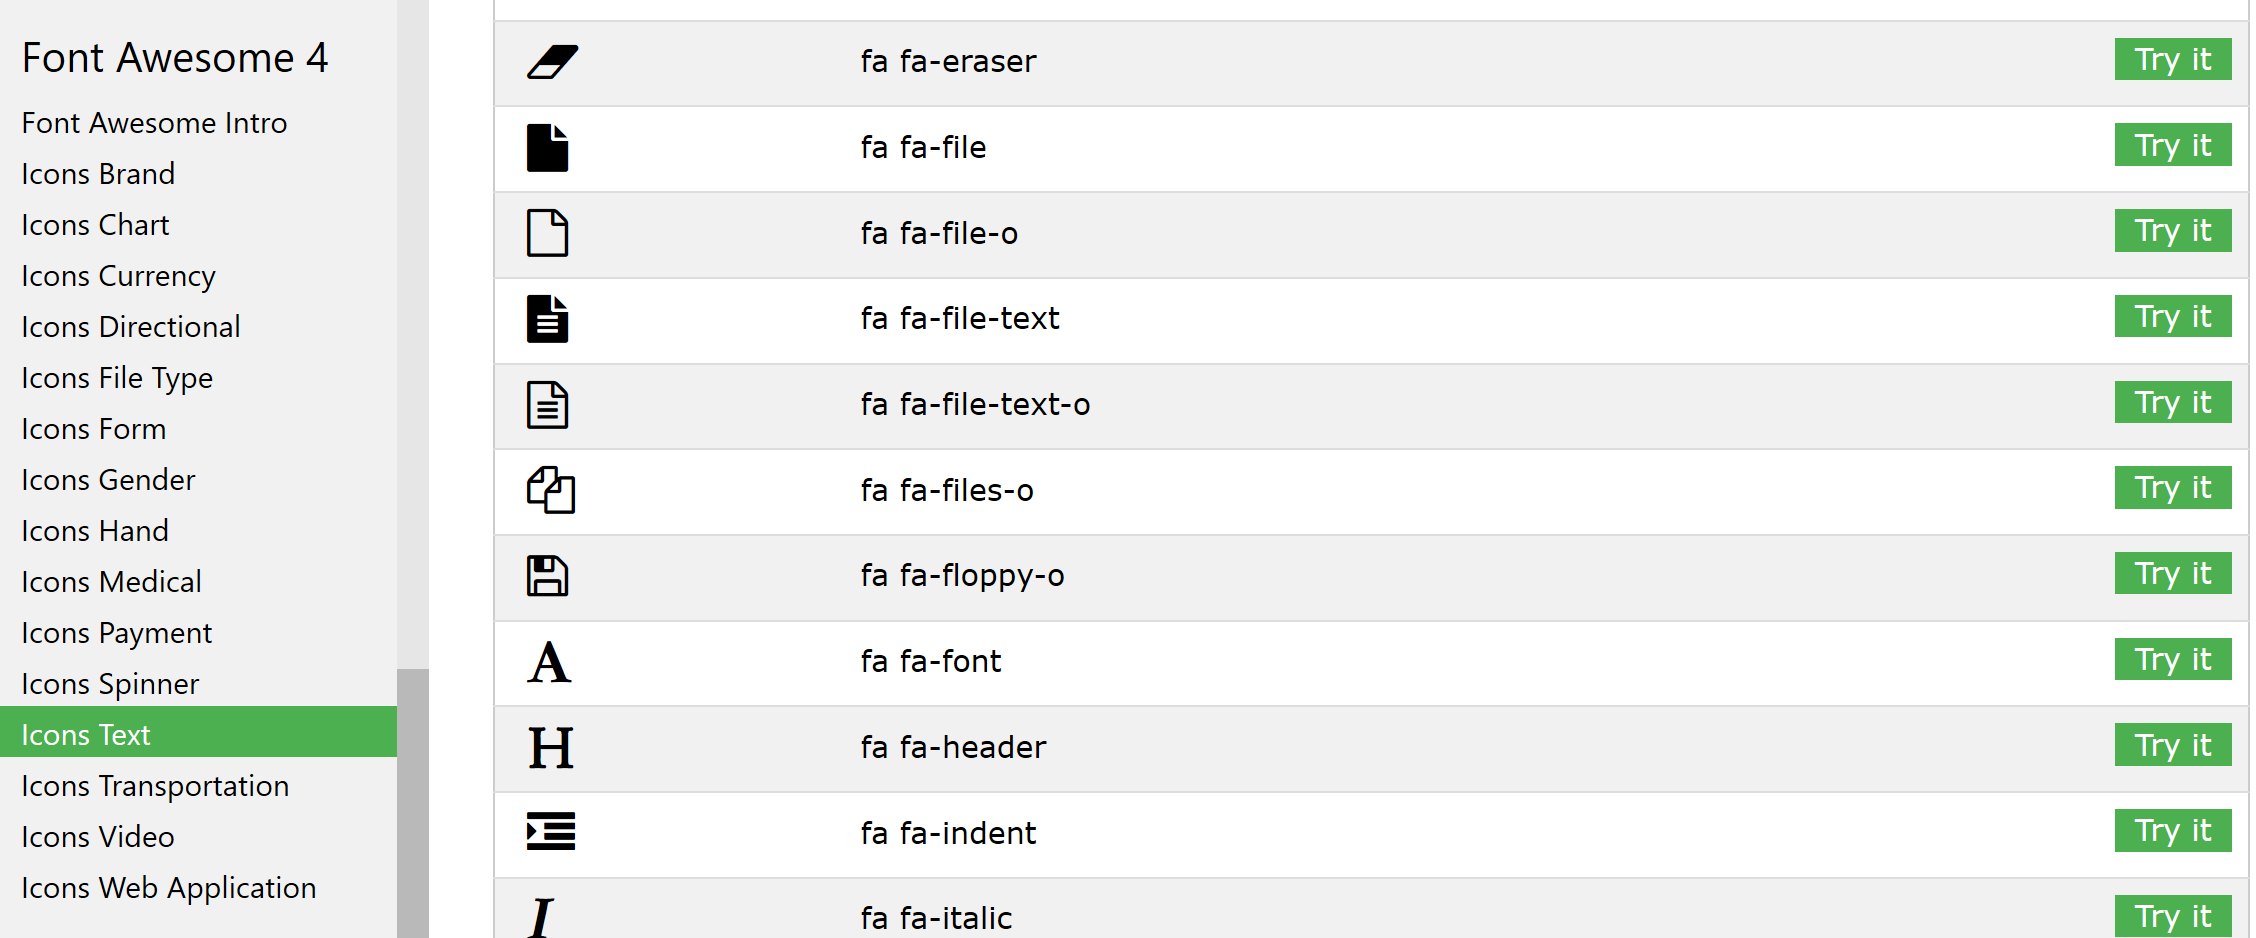 Font Awesome 4
Font Awesome Intro
Icons Brand
Icons Chart
Icons Currency
Icons Directional
Icons File Type
Icons Form
Icons Gender
Icons Hand
Icons Medical
Icons Payment
Icons Spinner
Icons Text
Icons Transportation
Icons Video
Icons Web Application
fa fa-eraser Try it
fa fa-file Try it
fa fa-file-o Try it
fa fa-file-text Try it
fa fa-file-text-o Try it
fa fa-files-o Try it
fa fa-floppy-o Try it
fa fa-font Try it
fa fa-header Try it
fa fa-indent Try it
fa fa-italic Try it